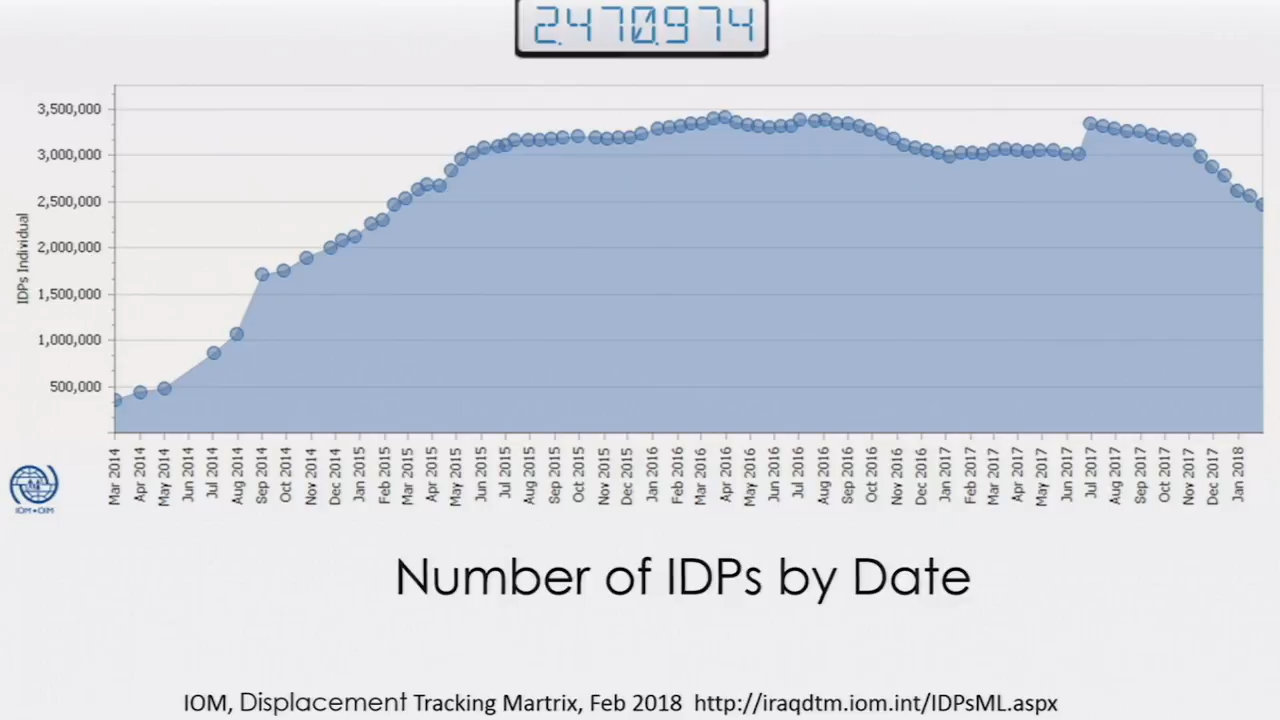 2.470.974
3,500,000
3,000,000
2,500,000
2,000,000
1,500,000
1,000,000
500,000
IDPs Individual
Mar 2014
Apr 2014
May 2014
Jun 2014
Jul 2014
Aug 2014
Sep 2014
Oct 2014
Nov 2014
Dec 2014
Jan 2015
Feb 2015
Mar 2015
Apr 2015
May 2015
Jun 2015
Jul 2015
Aug 2015
Sep 2015
Oct 2015
Nov 2015
Dec 2015
Jan 2016
Feb 2016
Mar 2016
Apr 2016
May 2016
Jun 2016
Jul 2016
Aug 2016
Sep 2016
Oct 2016
Nov 2016
Dec 2016
Jan 2017
Feb 2017
Mar 2017
Apr 2017
May 2017
Jun 2017
Jul 2017
Aug 2017
Sep 2017
Oct 2017
Nov 2017
Dec 2017
Jan 2018
IOM • OIM
Number of IDPs by Date
IOM, Displacement Tracking Martrix, Feb 2018 http://iraqdtm.iom.int/IDPsML.aspx